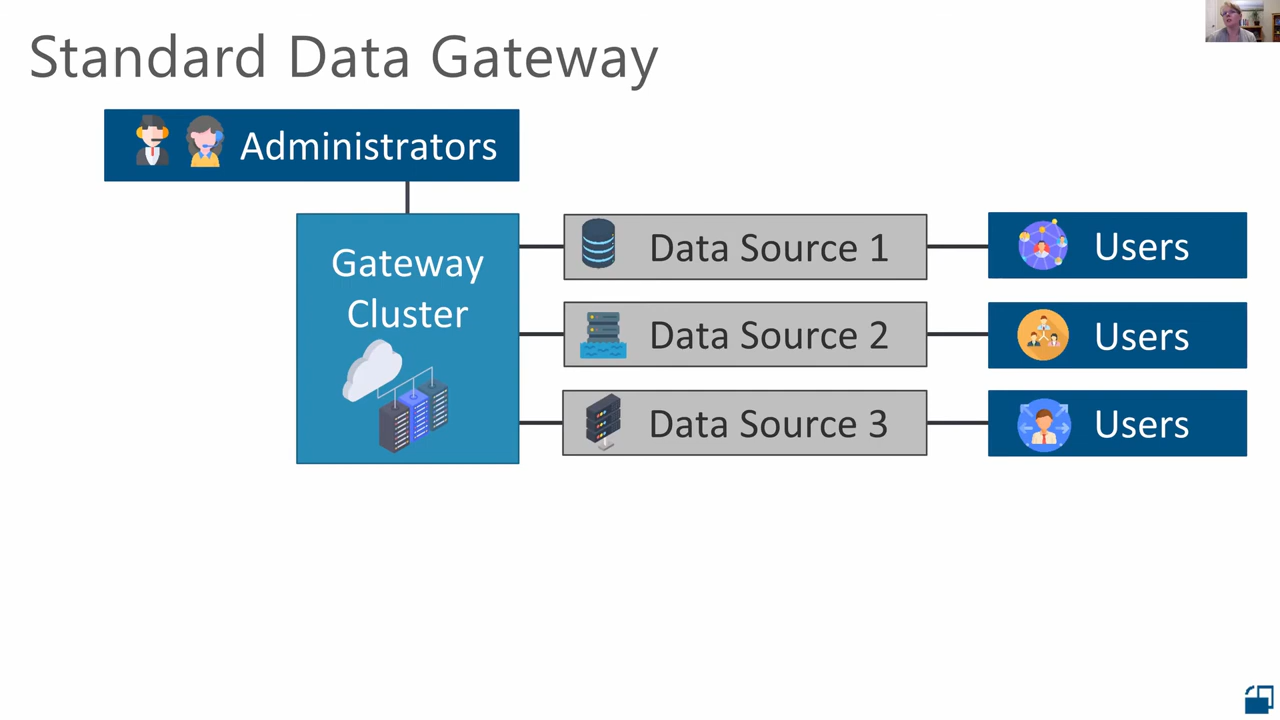 Standard Data Gateway
Administrators
Gateway
Cluster
Data Source 1
Users
Data Source 2
Users
Data Source 3
Users